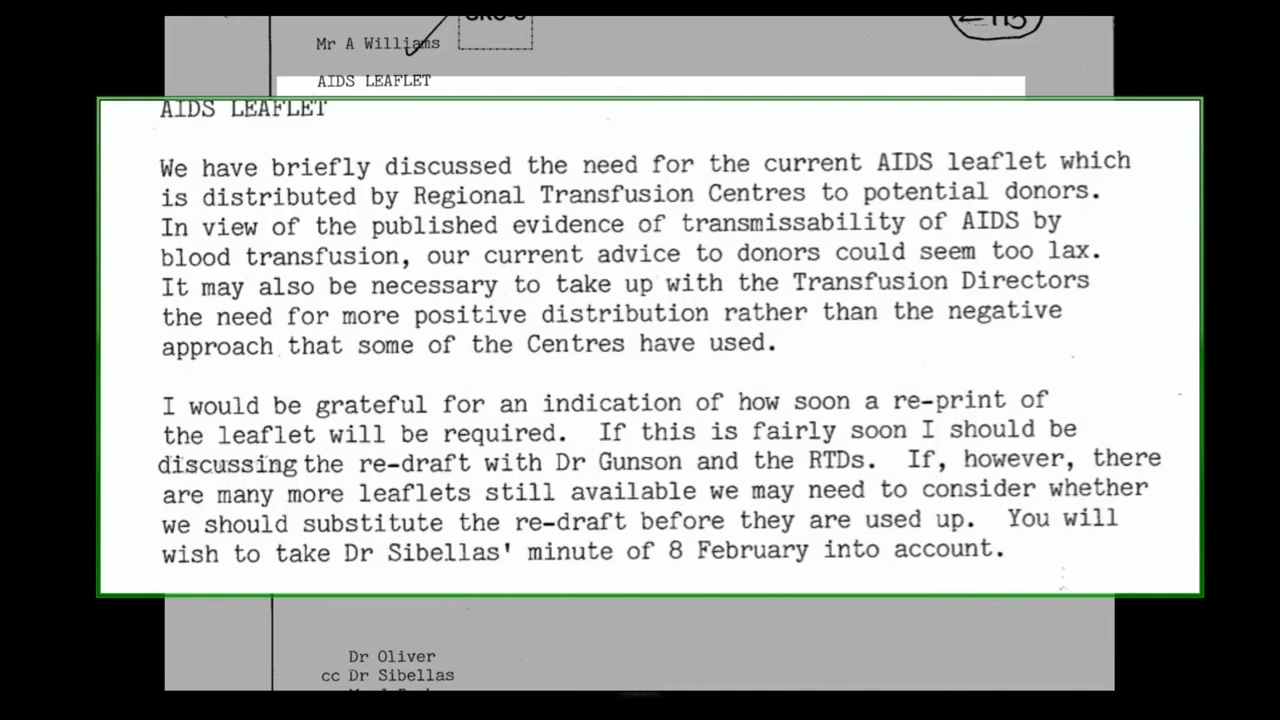 Mr A Williams
AIDS LEAFLET
AIDS LEAFLET
We have briefly discussed the need for the current AIDS leaflet which
is distributed by Regional Transfusion Centres to potential donors.
In view of the published evidence of transmissability of AIDS by
blood transfusion, our current advice to donors could seem too lax.
It may also be necessary to take up with the Transfusion Directors
the need for more positive distribution rather than the negative
approach that some of the Centres have used.
I would be grateful for an indication of how soon a re-print of
the leaflet will be required. If this is fairly soon I should be
discussing the re-draft with Dr Gunson and the RTDs. If, however, there
are many more leaflets still available we may need to consider whether
we should substitute the re-draft before they are used up. You will
wish to take Dr Sibellas' minute of 8 February into account.
Dr Oliver
cc Dr Sibellas